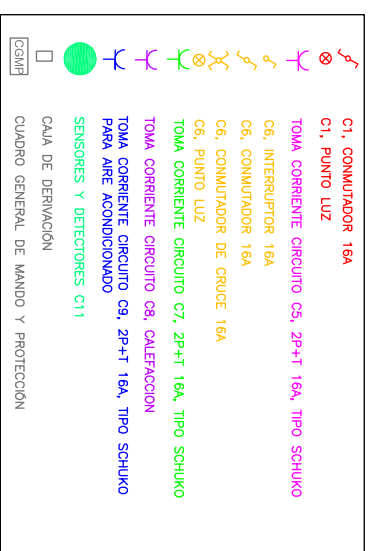 C1, CONMUTADOR 16A
C1, PUNTO LUZ
TOMA CORRIENTE CIRCUITO C5, 2P+T 16A, TIPO SCHUKO
C6, INTERRUPTOR 16A
C6, CONMUTADOR 16A
C6, CONMUTADOR DE CRUCE 16A
C6, PUNTO LUZ
TOMA CORRIENTE CIRCUITO C7, 2P+T 16A, TIPO SCHUKO
TOMA CORRIENTE CIRCUITO C8, CALEFACCION
TOMA CORRIENTE CIRCUITO C9, 2P+T 16A, TIPO SCHUKO
PARA AIRE ACONDICIONADO
SENSORES Y DETECTORES C11
CAJA DE DERIVACIÓN
CGMP CUADRO GENERAL DE MANDO Y PROTECCIÓN